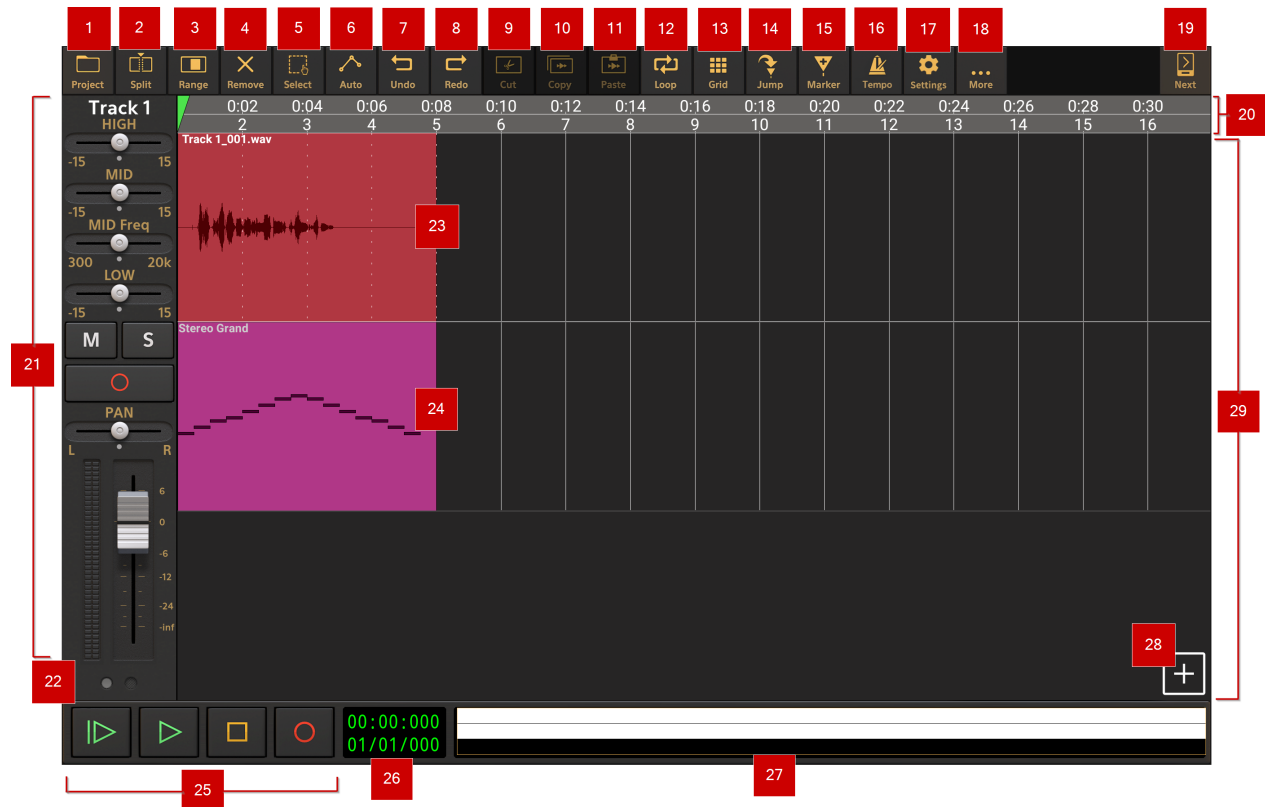 1 2 3 4 5 6 7 8 9 10 11 12 13 14 15 16 17 18 19
Project Split Range Remove Select Auto Undo Redo Cut Copy Paste Loop Grid Jump Marker Tempo Settings More Next
Track 1 0:02 0:04 0:06 0:08 0:10 0:12 0:14 0:16 0:18 0:20 0:22 0:24 0:26 0:28 0:30
20
HIGH 2 3 4 5 6 7 8 9 10 11 12 13 14 15 16
Track 1_001.wav
-15 15
MID
-15 15
MID Freq
23
300 20k
LOW
-15 15
Stereo Grand
M S
21
24
29
PAN
L R
6
0
-6
-12
-24
-inf
28
22
00:00:000
01/01/000
25
26
27